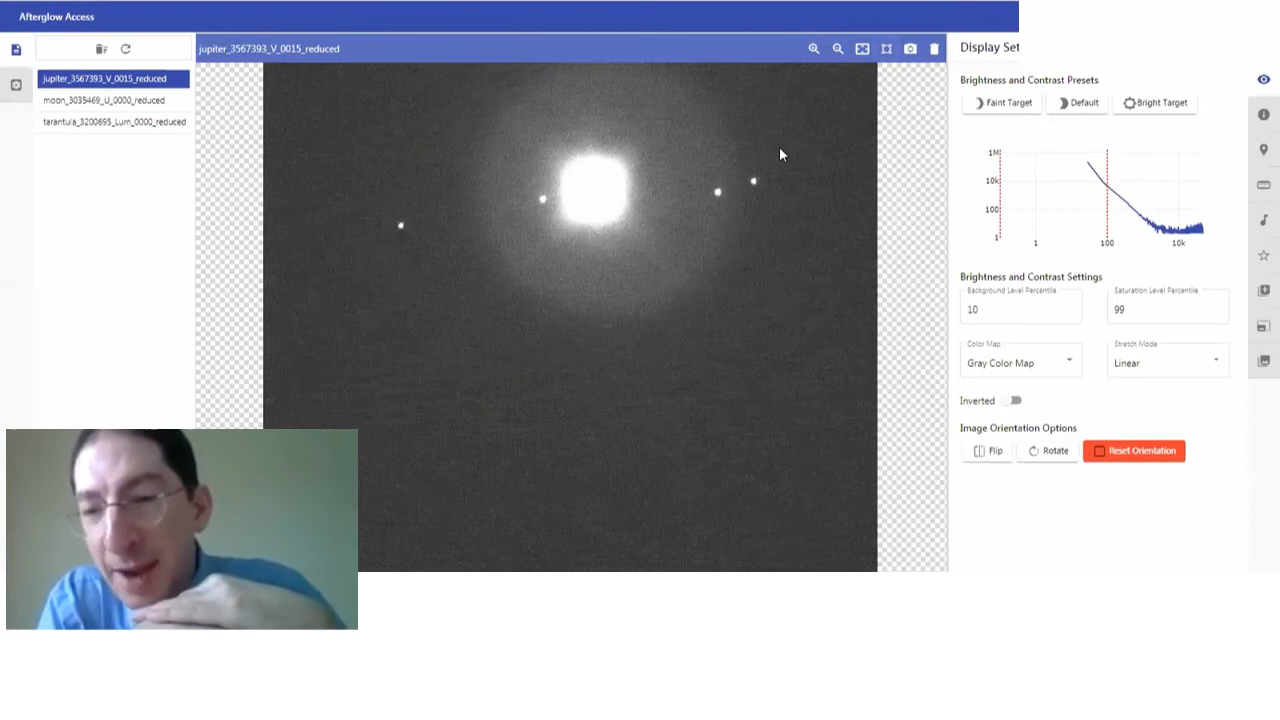 Afterglow Access
jupiter_3567393_V_0015_reduced
Display Set
jupiter_3567393_V_0015_reduced
moon_3035469_U_0000_reduced
tarantula_3200695_Lum_0000_reduced
Brightness and Contrast Presets
Faint Target
Default
Bright Target
1M
10k
100
1
1
100
10k
Brightness and Contrast Settings
Background Level Percentile
10
Saturation Level Percentile
99
Color Map
Gray Color Map
Stretch Mode
Linear
Inverted
Image Orientation Options
Flip
Rotate
Reset Orientation